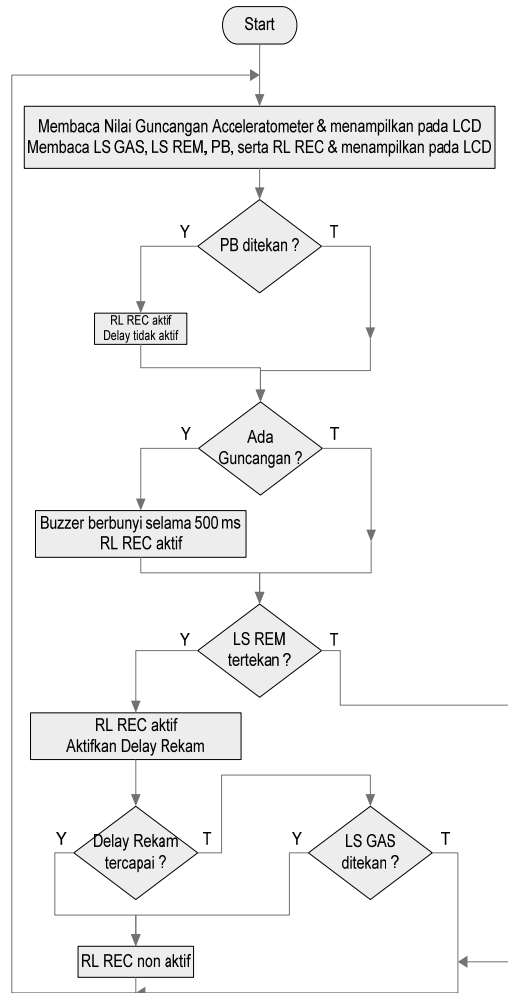 Start
Membaca Nilai Guncangan Acceleratometer & menampilkan pada LCD
Membaca LS GAS, LS REM, PB, serta RL REC & menampilkan pada LCD
Y
PB ditekan ?
T
RL REC aktif
Delay tidak aktif
Y
Ada
Guncangan ?
T
Buzzer berbunyi selama 500 ms
RL REC aktif
Y
LS REM
tertekan ?
T
RL REC aktif
Aktifkan Delay Rekam
Y
Delay Rekam
tercapai ?
T
Y
LS GAS
ditekan ?
T
RL REC non aktif